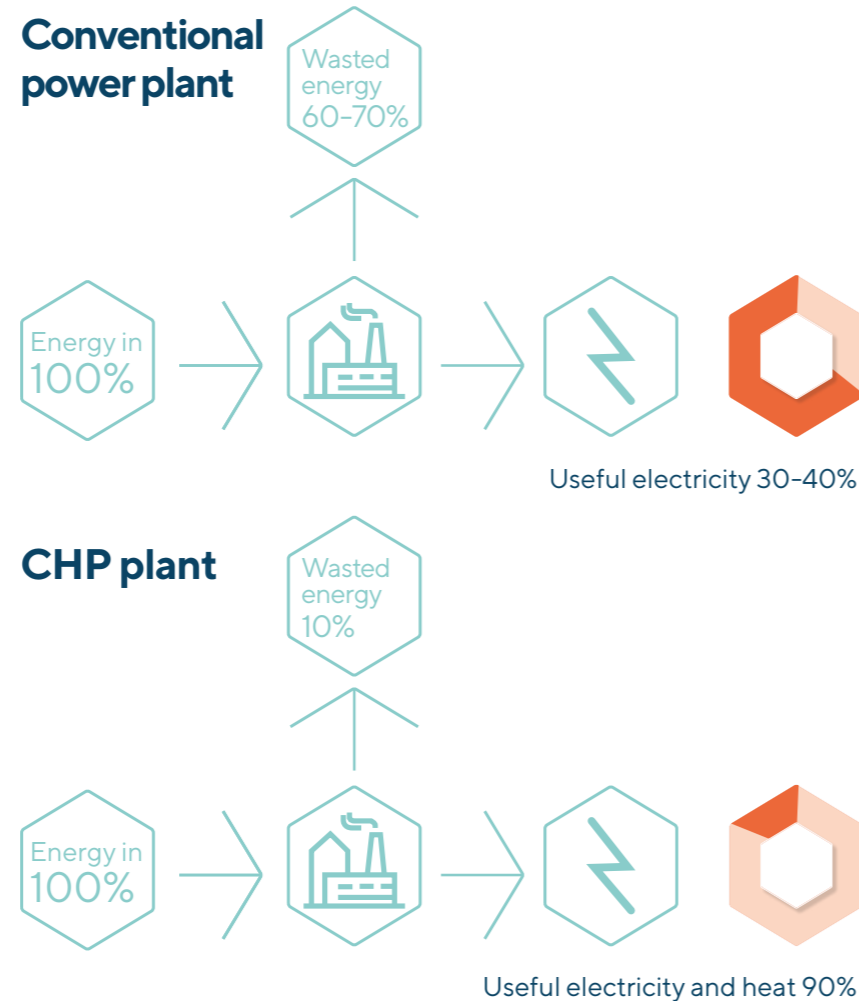 Conventional
power plant
Wasted
energy
60-70%
Energy in
100%
Useful electricity 30-40%
CHP plant
Wasted
energy
10%
Energy in
100%
Useful electricity and heat 90%